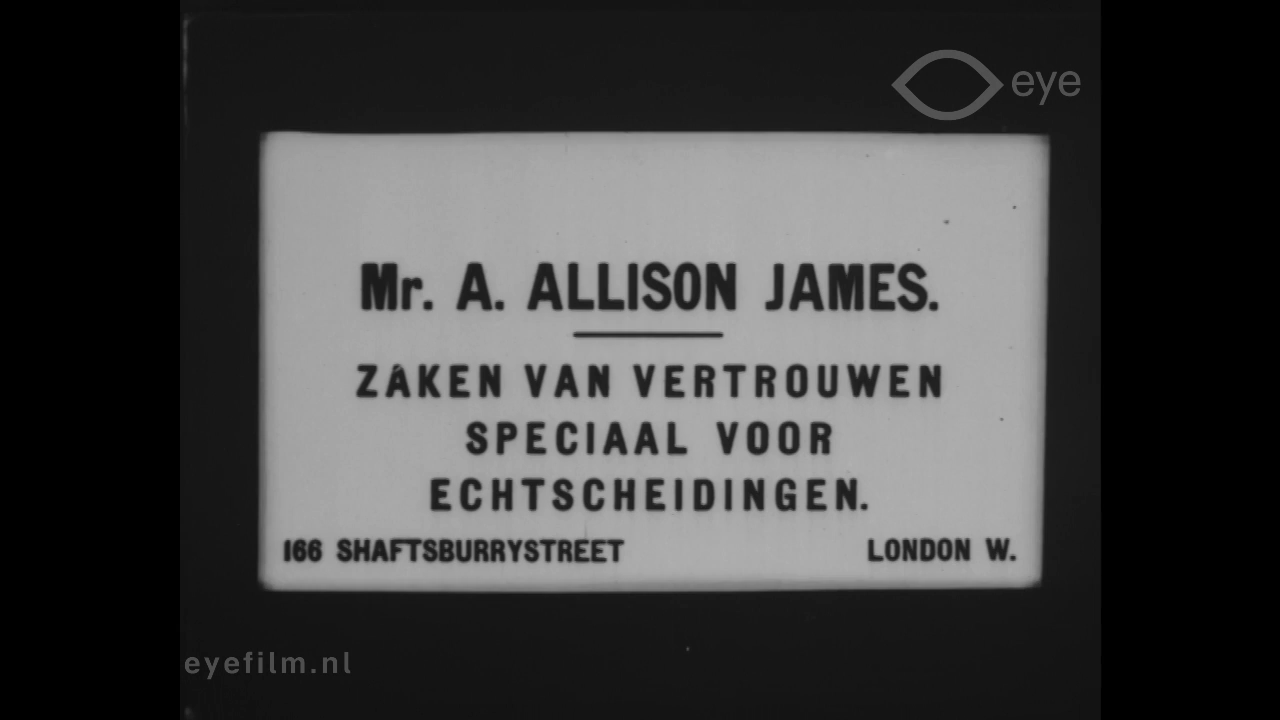 eye
Mr. A. ALLISON JAMES.
ZAKEN VAN VERTROUWEN
SPECIAAL VOOR
ECHTSCHEIDINGEN.
166 SHAFTSBURRYSTREET LONDON W.
eyefilm.nl